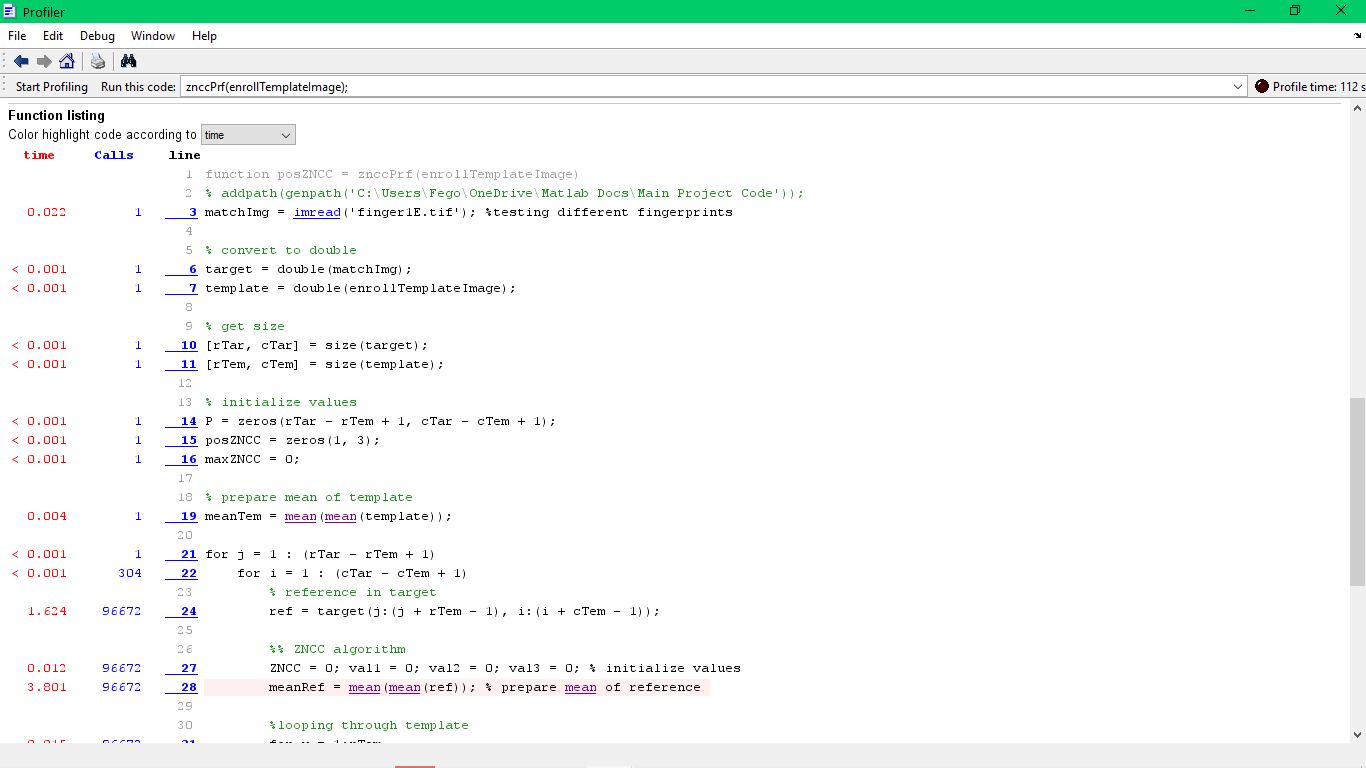 Profiler
File Edit Debug Window Help
Start Profiling Run this code: znccPrf(enrollTemplateImage); Profile time: 112 s
Function listing
Color highlight code according to time
time Calls line
1 function posZNCC = znccPrf(enrollTemplateImage)
2 % addpath(genpath('C:\Users\Fego\OneDrive\Matlab Docs\Main Project Code'));
0.022 1 3 matchImg = imread('finger1E.tif'); %testing different fingerprints
4
5 % convert to double
< 0.001 1 6 target = double(matchImg);
< 0.001 1 7 template = double(enrollTemplateImage);
8
9 % get size
< 0.001 1 10 [rTar, cTar] = size(target);
< 0.001 1 11 [rTem, cTem] = size(template);
12
13 % initialize values
< 0.001 1 14 P = zeros(rTar - rTem + 1, cTar - cTem + 1);
< 0.001 1 15 posZNCC = zeros(1, 3);
< 0.001 1 16 maxZNCC = 0;
17
18 % prepare mean of template
0.004 1 19 meanTem = mean(mean(template));
20
< 0.001 1 21 for j = 1 : (rTar - rTem + 1)
< 0.001 304 22 for i = 1 : (cTar - cTem + 1)
23 % reference in target
1.624 96672 24 ref = target(j:(j + rTem - 1), i:(i + cTem - 1));
25
26 %% ZNCC algorithm
0.012 96672 27 ZNCC = 0; val1 = 0; val2 = 0; val3 = 0; % initialize values
3.801 96672 28 meanRef = mean(mean(ref)); % prepare mean of reference
29
30 %looping through template